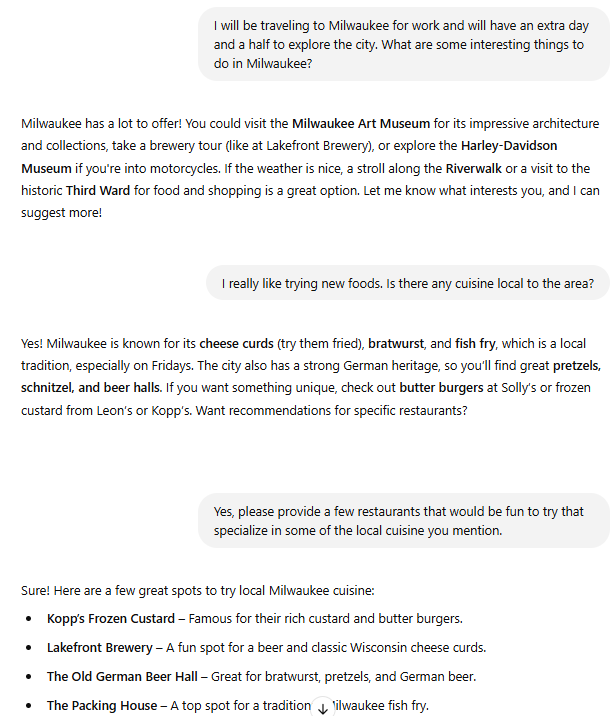 I will be traveling to Milwaukee for work and will have an extra day
and a half to explore the city. What are some interesting things to
do in Milwaukee?
Milwaukee has a lot to offer! You could visit the Milwaukee Art Museum for its impressive architecture
and collections, take a brewery tour (like at Lakefront Brewery), or explore the Harley-Davidson
Museum if you're into motorcycles. If the weather is nice, a stroll along the Riverwalk or a visit to the
historic Third Ward for food and shopping is a great option. Let me know what interests you, and I can
suggest more!
I really like trying new foods. Is there any cuisine local to the area?
Yes! Milwaukee is known for its cheese curds (try them fried), bratwurst, and fish fry, which is a local
tradition, especially on Fridays. The city also has a strong German heritage, so you'll find great pretzels,
schnitzel, and beer halls. If you want something unique, check out butter burgers at Solly's or frozen
custard from Leon's or Kopp's. Want recommendations for specific restaurants?
Yes, please provide a few restaurants that would be fun to try that
specialize in some of the local cuisine you mention.
Sure! Here are a few great spots to try local Milwaukee cuisine:
• Kopp's Frozen Custard – Famous for their rich custard and butter burgers.
• Lakefront Brewery – A fun spot for a beer and classic Wisconsin cheese curds.
• The Old German Beer Hall – Great for bratwurst, pretzels, and German beer.
• The Packing House – A top spot for a tradition ilwaukee fish fry.